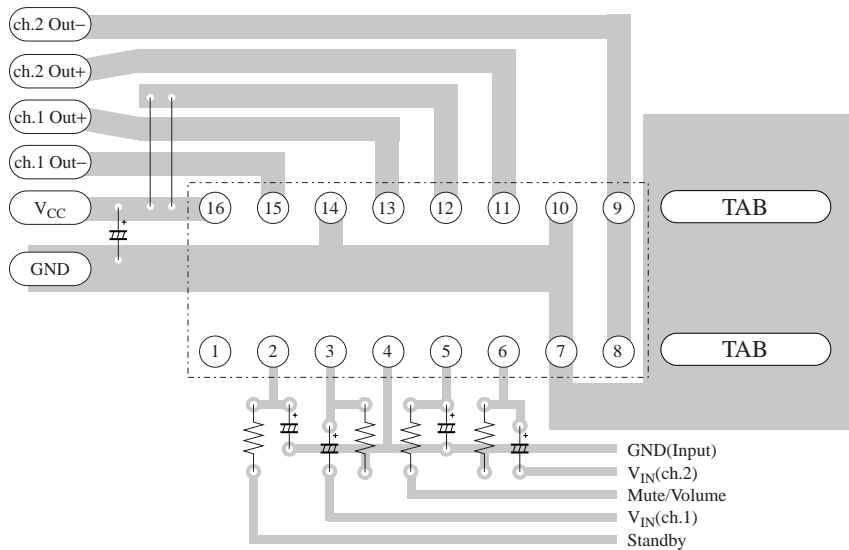 ch.2 Out−
ch.2 Out+
ch.1 Out+
ch.1 Out−
VCC
16 15 14 13 12 11 10 9
TAB
GND
1 2 3 4 5 6 7 8
TAB
+ + + + +
GND(Input)
VIN(ch.2)
Mute/Volume
VIN(ch.1)
Standby